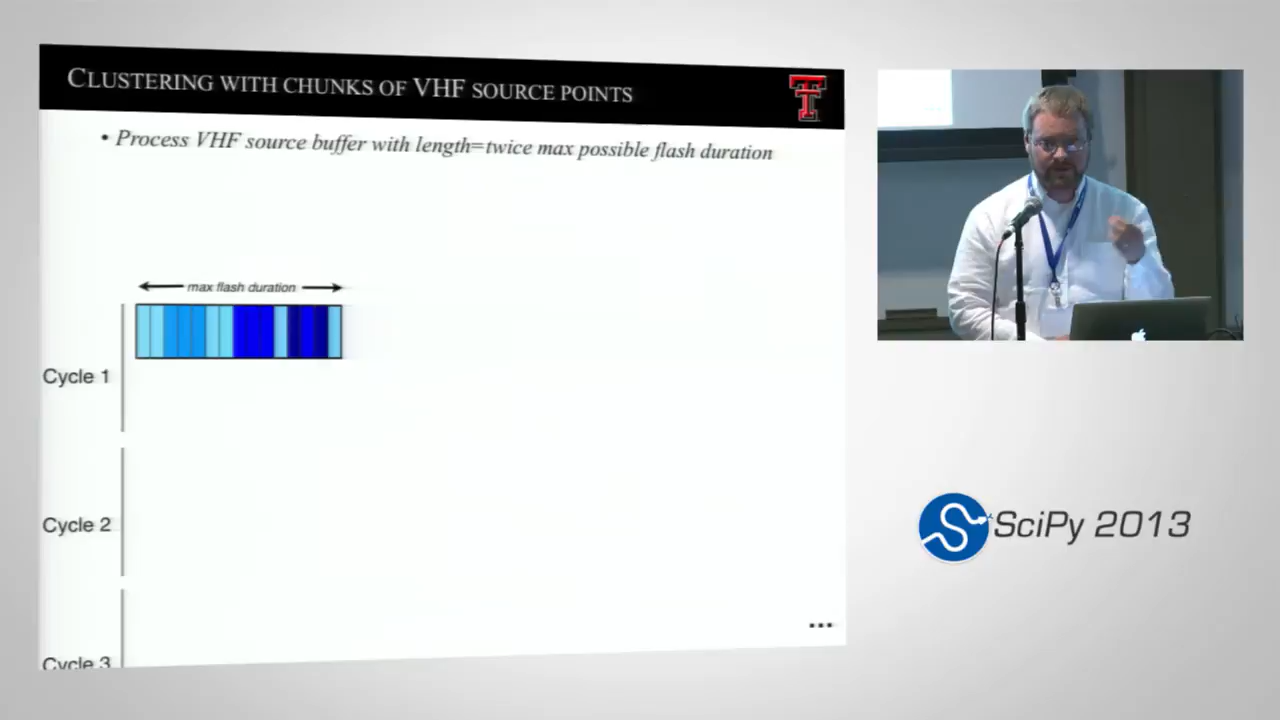 CLUSTERING WITH CHUNKS OF VHF SOURCE POINTS
• Process VHF source buffer with length=twice max possible flash duration
max flash duration
Cycle 1
Cycle 2
Cycle 3
...
SciPy 2013